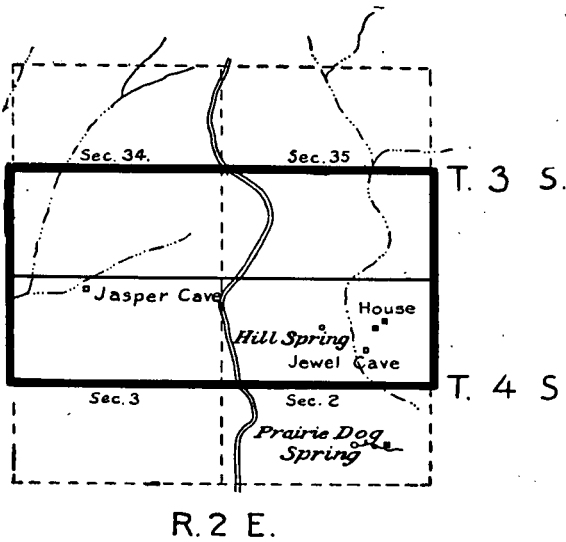 Sec. 34.
Sec. 35
T. 3 S.
Jasper Cave
House
Hill Spring
Jewel Cave
T. 4 S
Sec. 3
Sec. 2
Prairie Dog
Spring
R. 2 E.